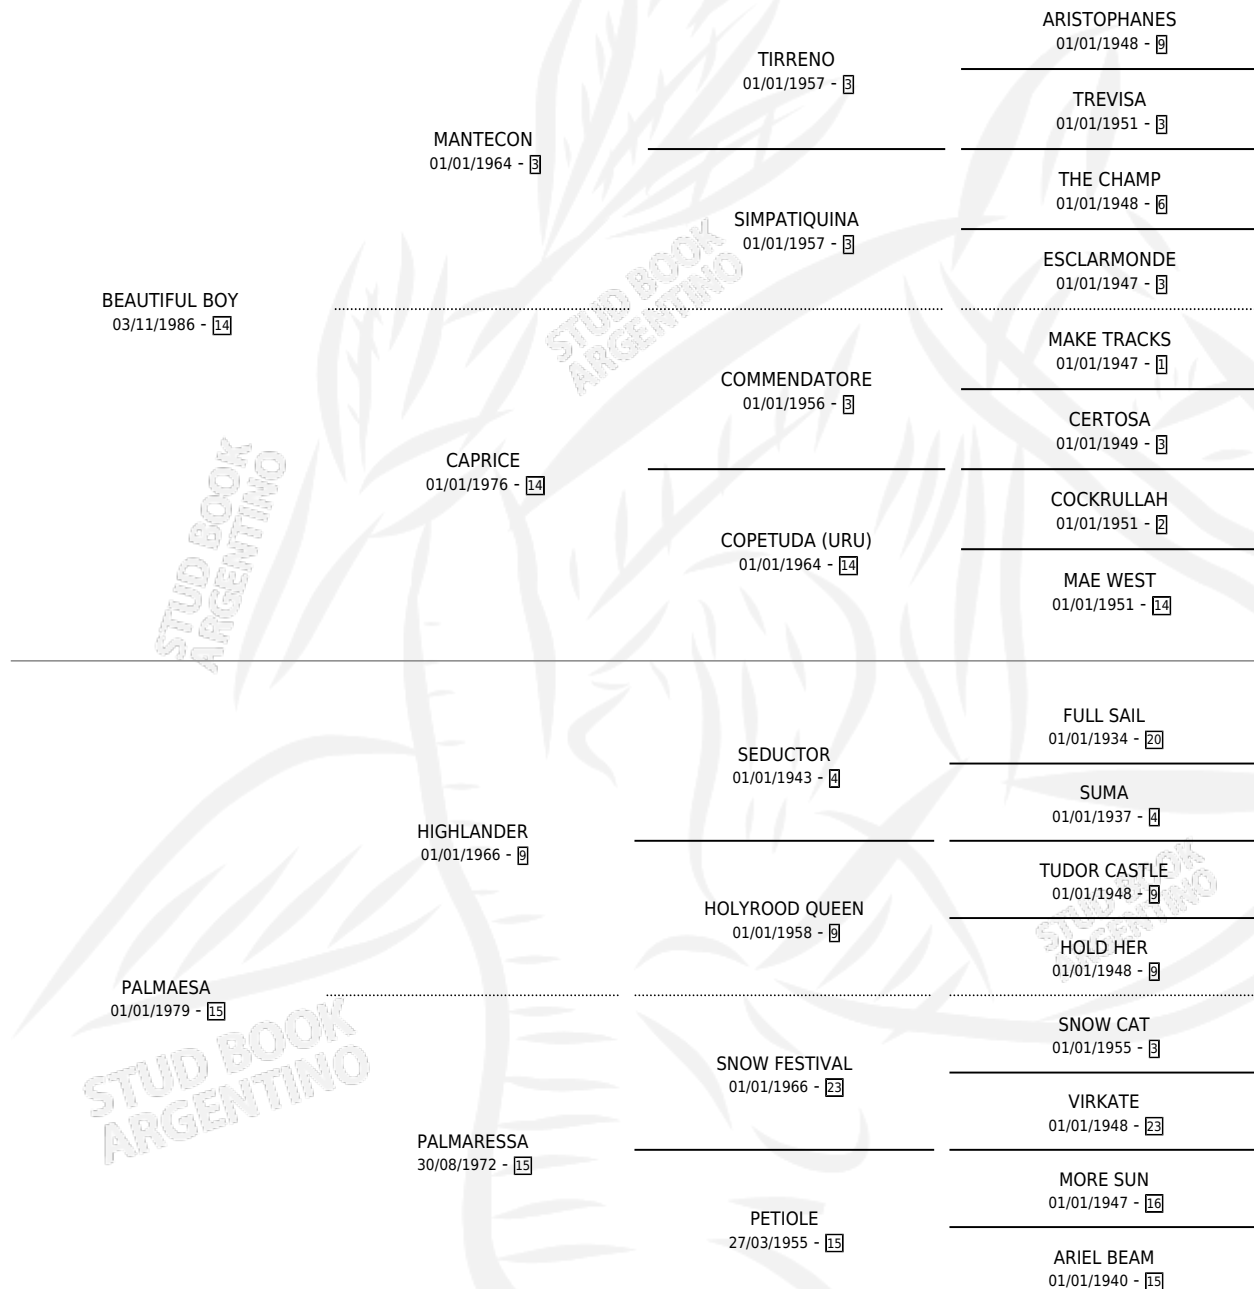 ARISTOPHANES
01/01/1948 - 9
TIRRENO
01/01/1957 - 3
TREVISA
01/01/1951 - 3
MANTECON
01/01/1964 - 3
THE CHAMP
01/01/1948 - 6
SIMPATIQUINA
01/01/1957 - 3
ESCLARMONDE
01/01/1947 - 3
BEAUTIFUL BOY
03/11/1986 - 14
MAKE TRACKS
01/01/1947 - 1
COMMENDATORE
01/01/1956 - 3
CERTOSA
01/01/1949 - 3
CAPRICE
01/01/1976 - 14
COCKRULLAH
01/01/1951 - 2
COPETUDA (URU)
01/01/1964 - 14
MAE WEST
01/01/1951 - 14
FULL SAIL
01/01/1934 - 20
SEDUCTOR
01/01/1943 - 4
SUMA
01/01/1937 - 4
HIGHLANDER
01/01/1966 - 9
TUDOR CASTLE
01/01/1948 - 9
HOLYROOD QUEEN
01/01/1958 - 9
HOLD HER
01/01/1948 - 9
PALMAESA
01/01/1979 - 15
SNOW CAT
01/01/1955 - 3
SNOW FESTIVAL
01/01/1966 - 23
VIRKATE
01/01/1948 - 23
PALMARESSA
30/08/1972 - 15
MORE SUN
01/01/1947 - 16
PETIOLE
27/03/1955 - 15
ARIEL BEAM
01/01/1940 - 15
STUD BOOK
ARGENTINO
STUD BOOK
ARGENTINO
STUD BOOK
ARGENTINO
STUD BOOK
ARGENTINO